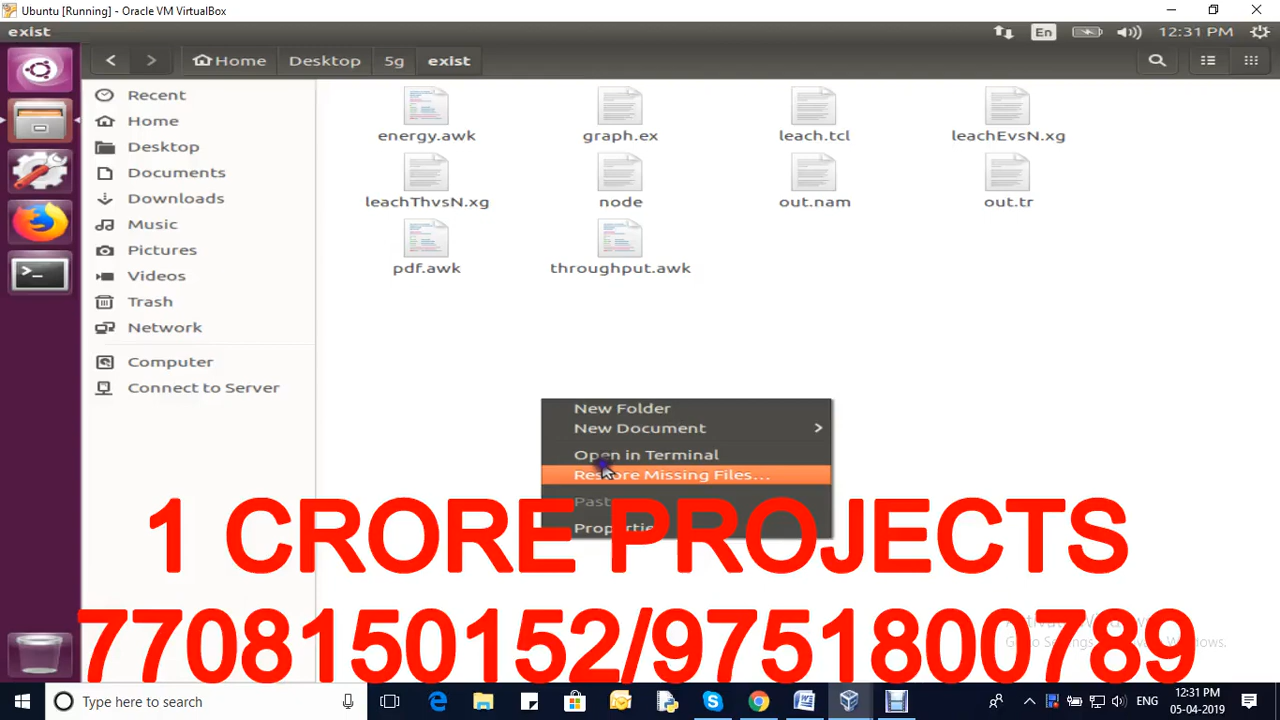 Ubuntu [Running] - Oracle VM VirtualBox
exist
En
12:31 PM
Home
Desktop
5g
exist
Recent
Home
Desktop
Documents
Downloads
Music
Pictures
Videos
Trash
Network
Computer
Connect to Server
energy.awk
graph.ex
leach.tcl
leachEvsN.xg
leachThvsN.xg
node
out.nam
out.tr
pdf.awk
throughput.awk
New Folder
New Document
Open in Terminal
Restore Missing Files...
Properties
1 CRORE PROJECTS
7708150152/9751800789
Type here to search
ENG
12:31 PM
05-04-2019